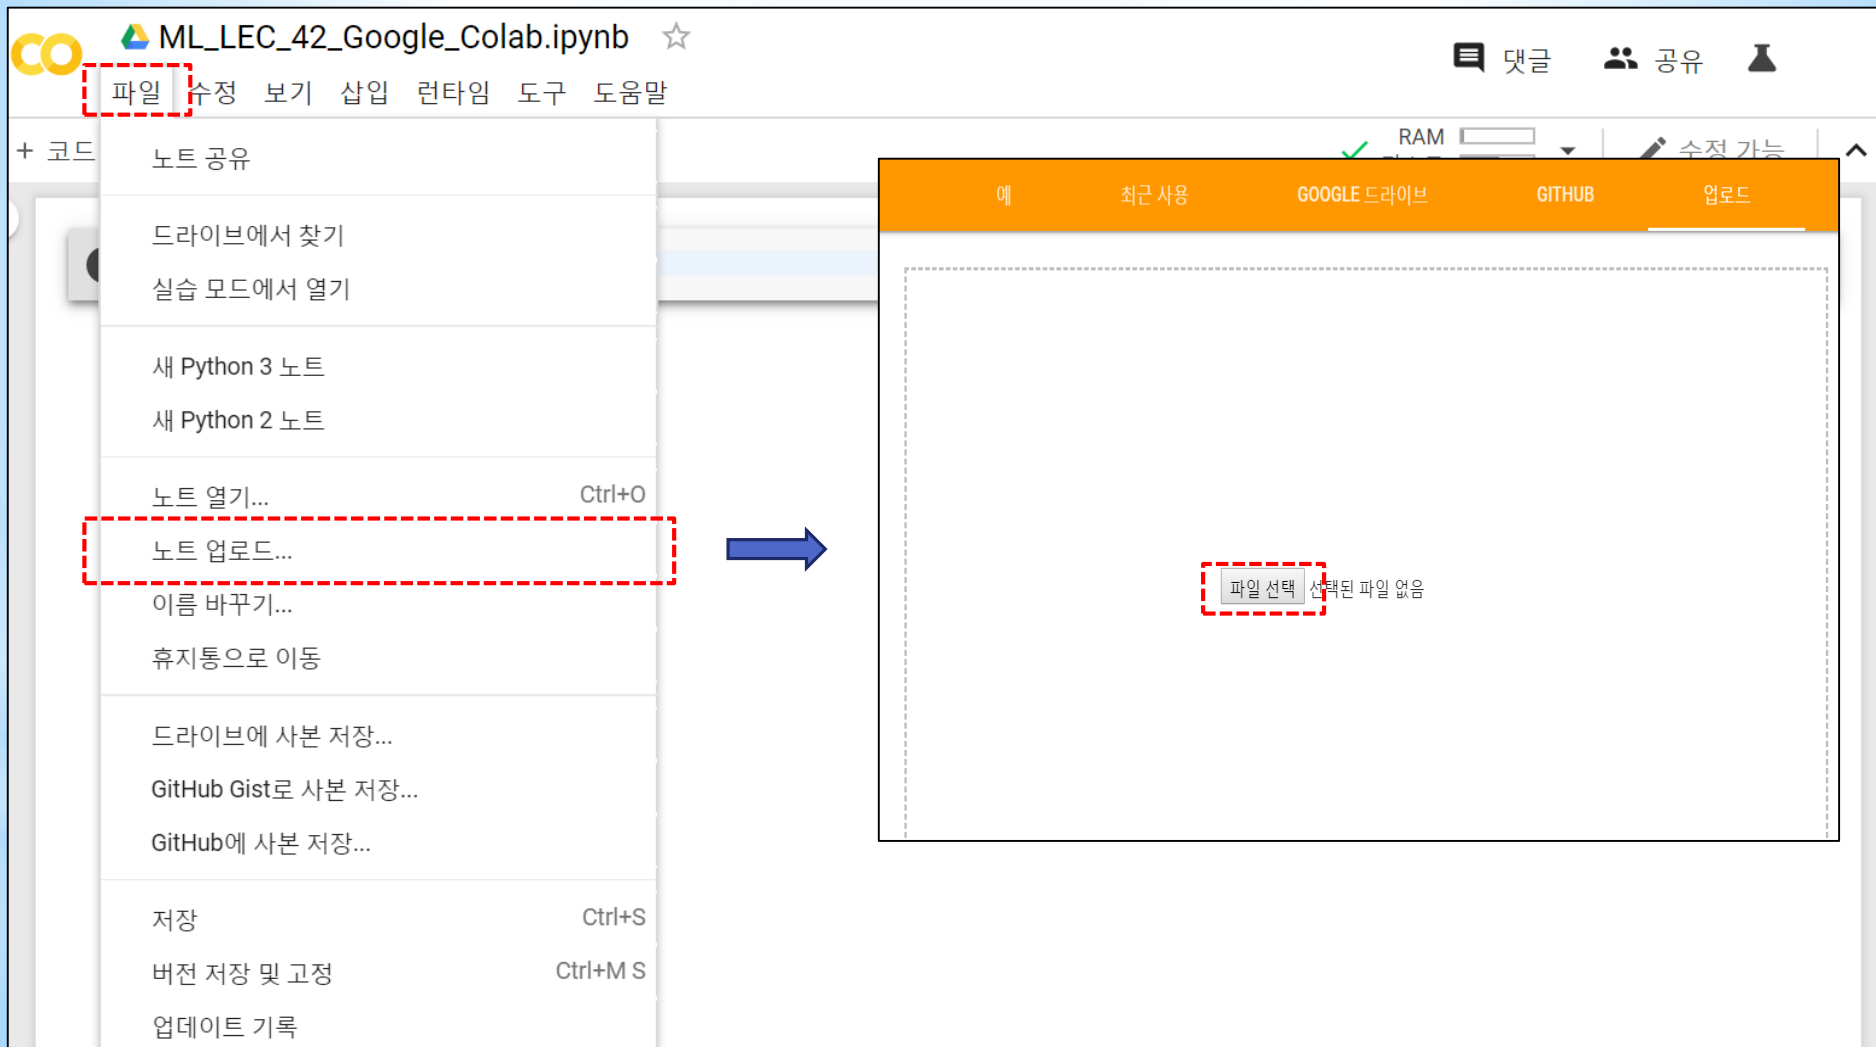 ML_LEC_42_Google_Colab.ipynb
댓글 공유
파일 수정 보기 삽입 런타임 도구 도움말
+ 코드
RAM
수정 가능
노트 공유
드라이브에서 찾기
실습 모드에서 열기
새 Python 3 노트
새 Python 2 노트
노트 열기... Ctrl+O
노트 업로드...
이름 바꾸기...
휴지통으로 이동
드라이브에 사본 저장...
GitHub Gist로 사본 저장...
GitHub에 사본 저장...
저장 Ctrl+S
버전 저장 및 고정 Ctrl+M S
업데이트 기록
예 최근 사용 GOOGLE 드라이브 GITHUB 업로드
파일 선택 선택된 파일 없음